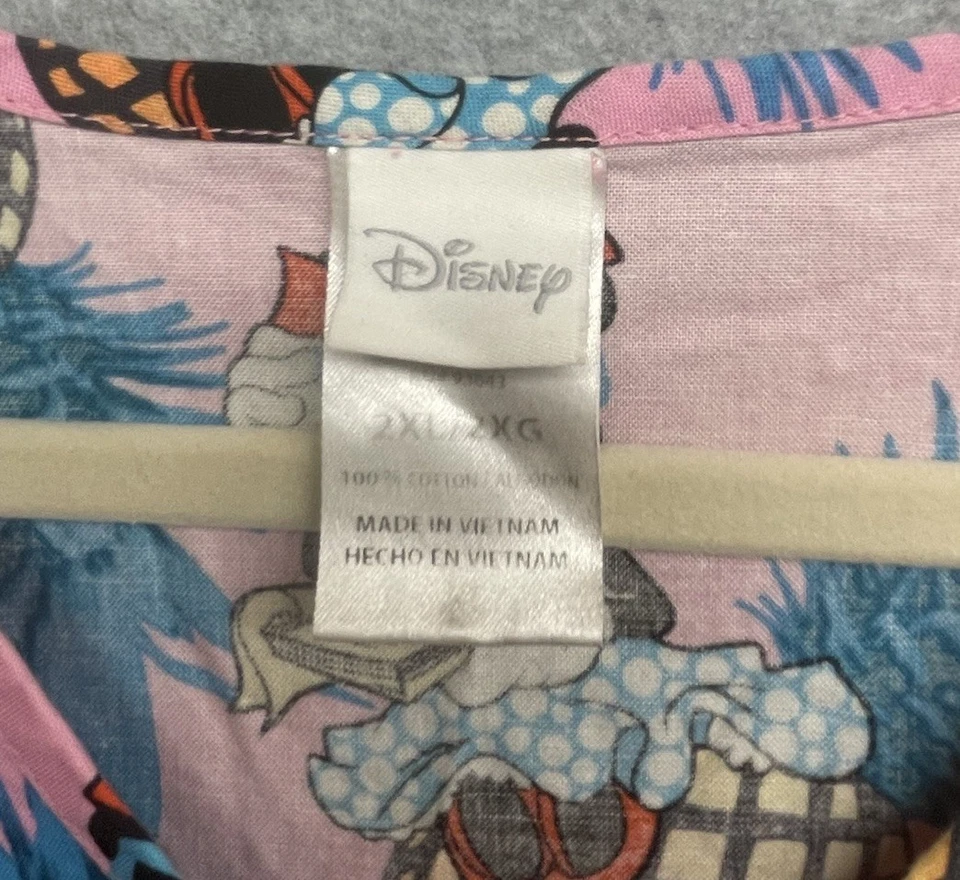 Disney
2XL/2XG
100% COTTON / ALGODON
MADE IN VIETNAM
HECHO EN VIETNAM